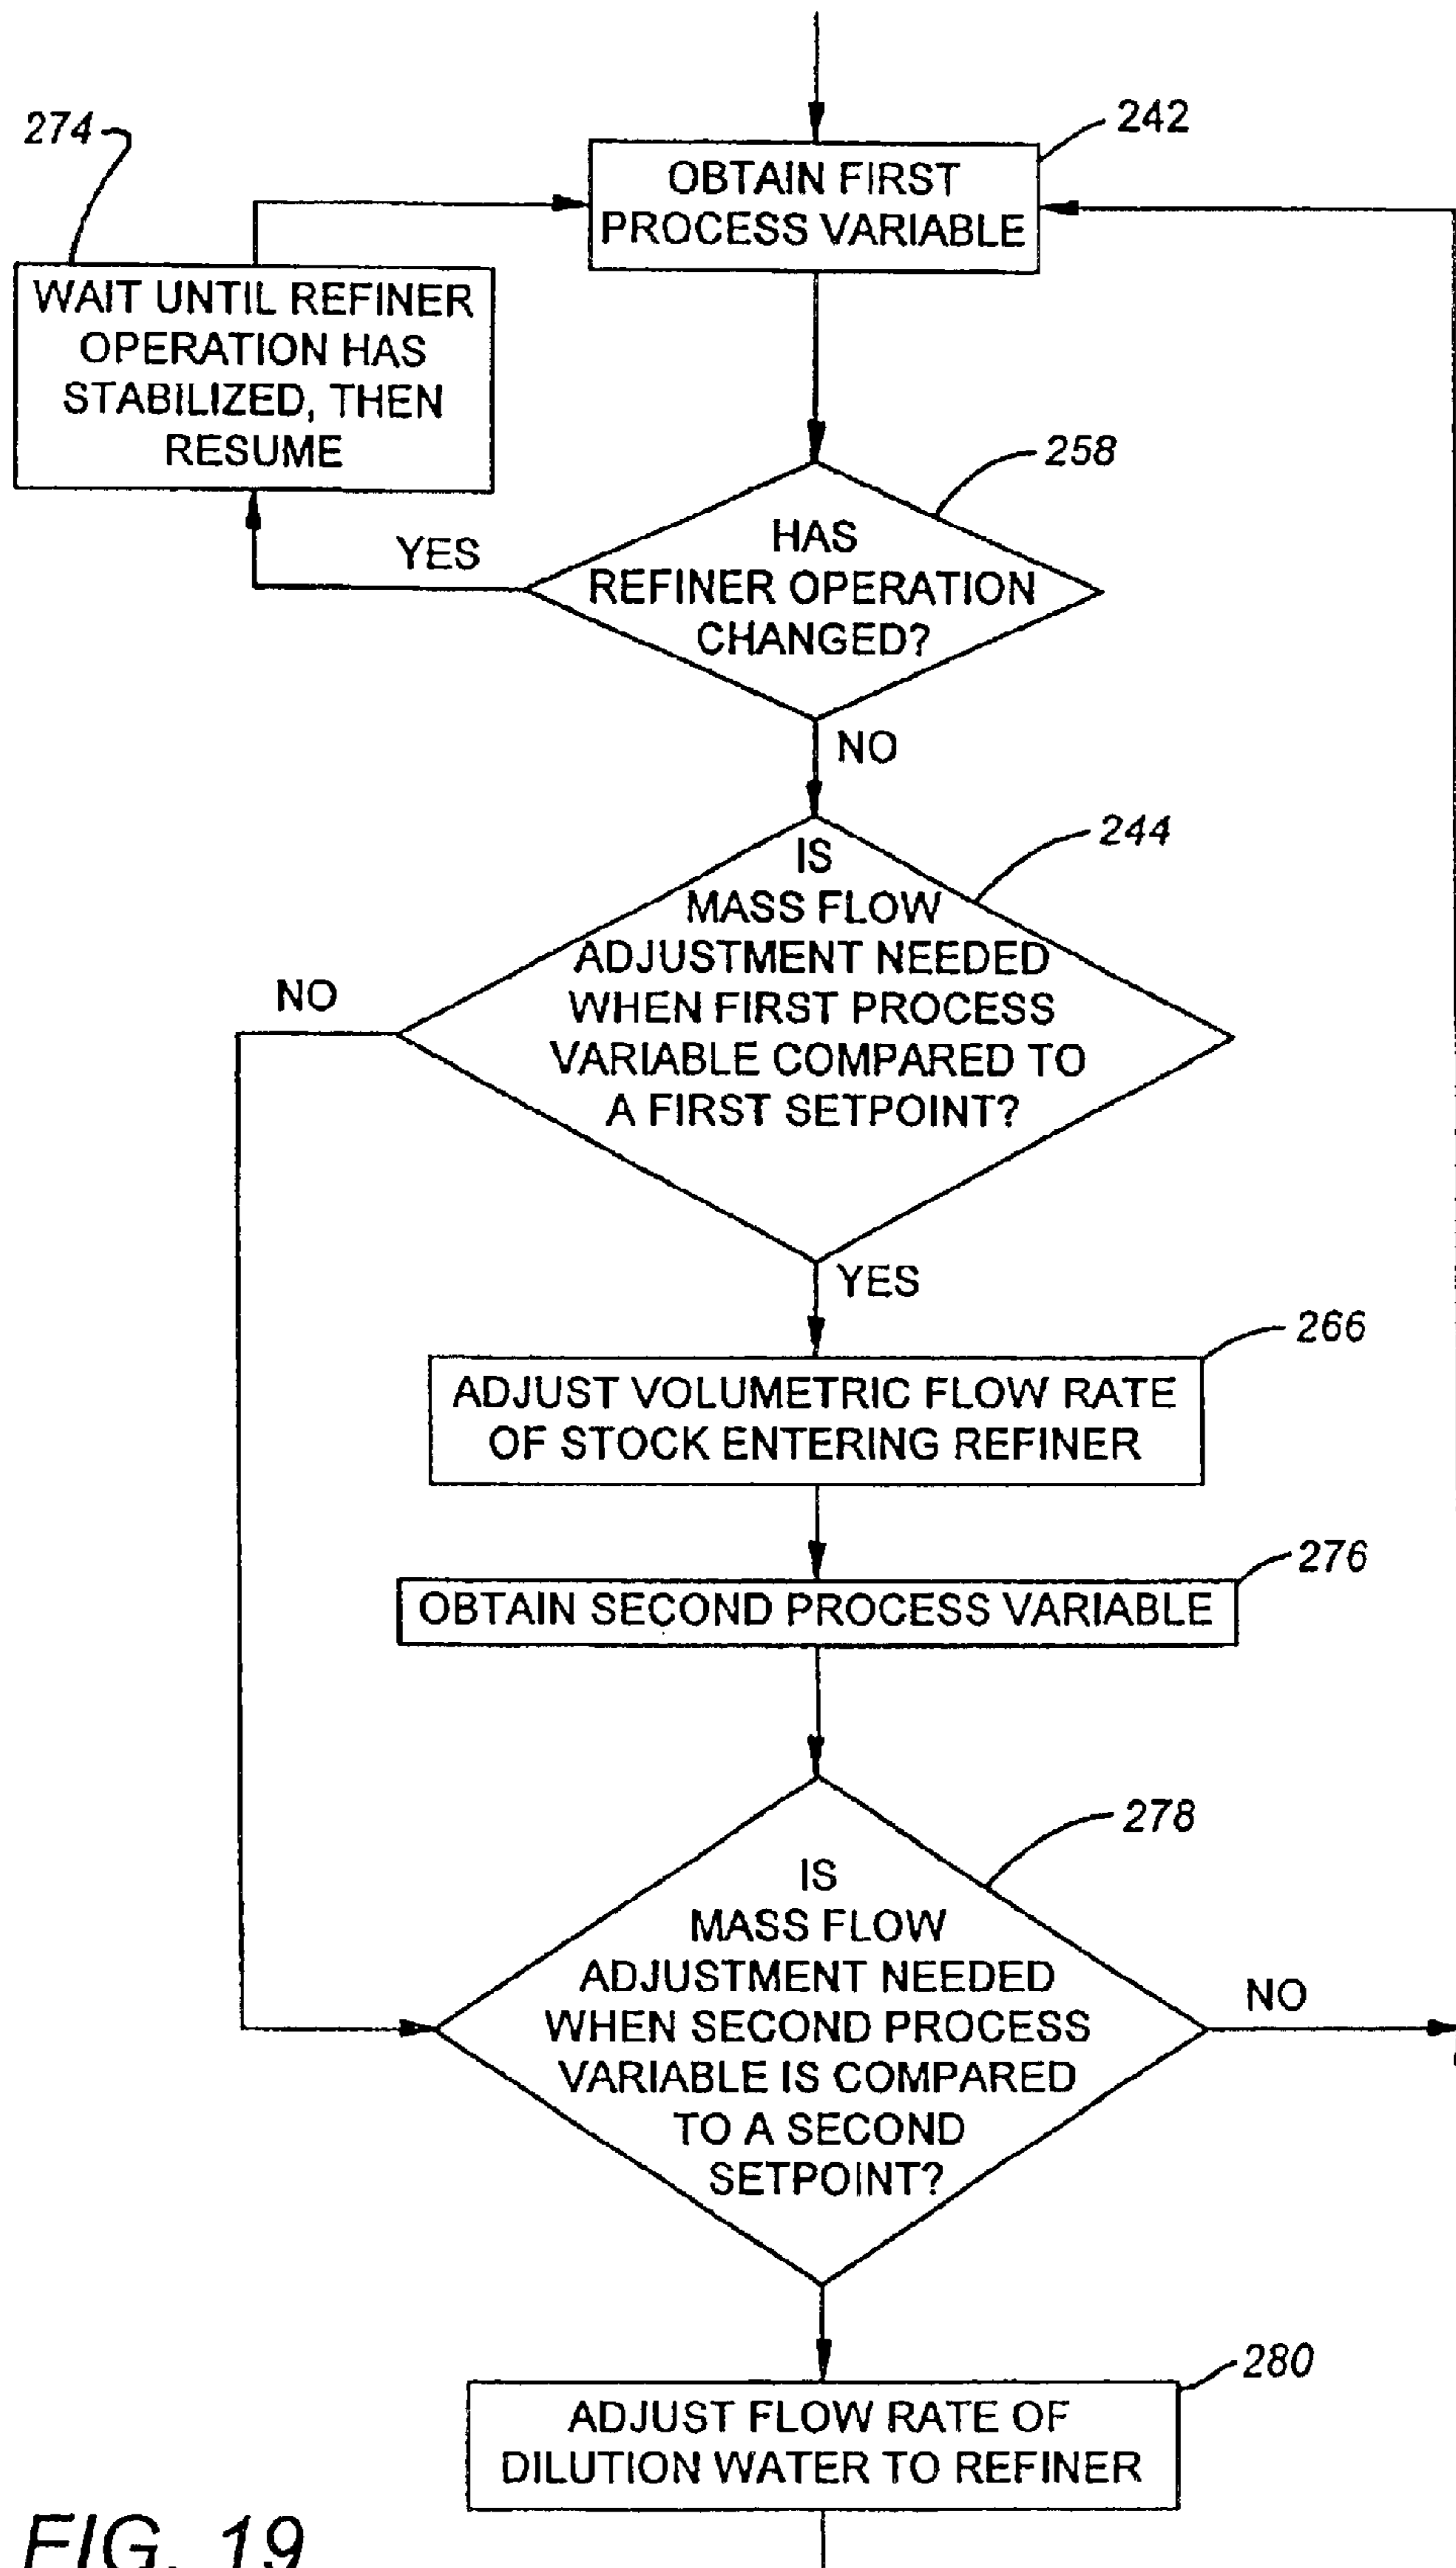 242
OBTAIN FIRST
PROCESS VARIABLE
274
WAIT UNTIL REFINER
OPERATION HAS
STABILIZED, THEN
RESUME
258
HAS
REFINER OPERATION
CHANGED?
YES
NO
244
IS
MASS FLOW
ADJUSTMENT NEEDED
WHEN FIRST PROCESS
VARIABLE COMPARED TO
A FIRST SETPOINT?
NO
YES
266
ADJUST VOLUMETRIC FLOW RATE
OF STOCK ENTERING REFINER
276
OBTAIN SECOND PROCESS VARIABLE
278
IS
MASS FLOW
ADJUSTMENT NEEDED
WHEN SECOND PROCESS
VARIABLE IS COMPARED
TO A SECOND
SETPOINT?
NO
280
ADJUST FLOW RATE OF
DILUTION WATER TO REFINER
FIG. 19